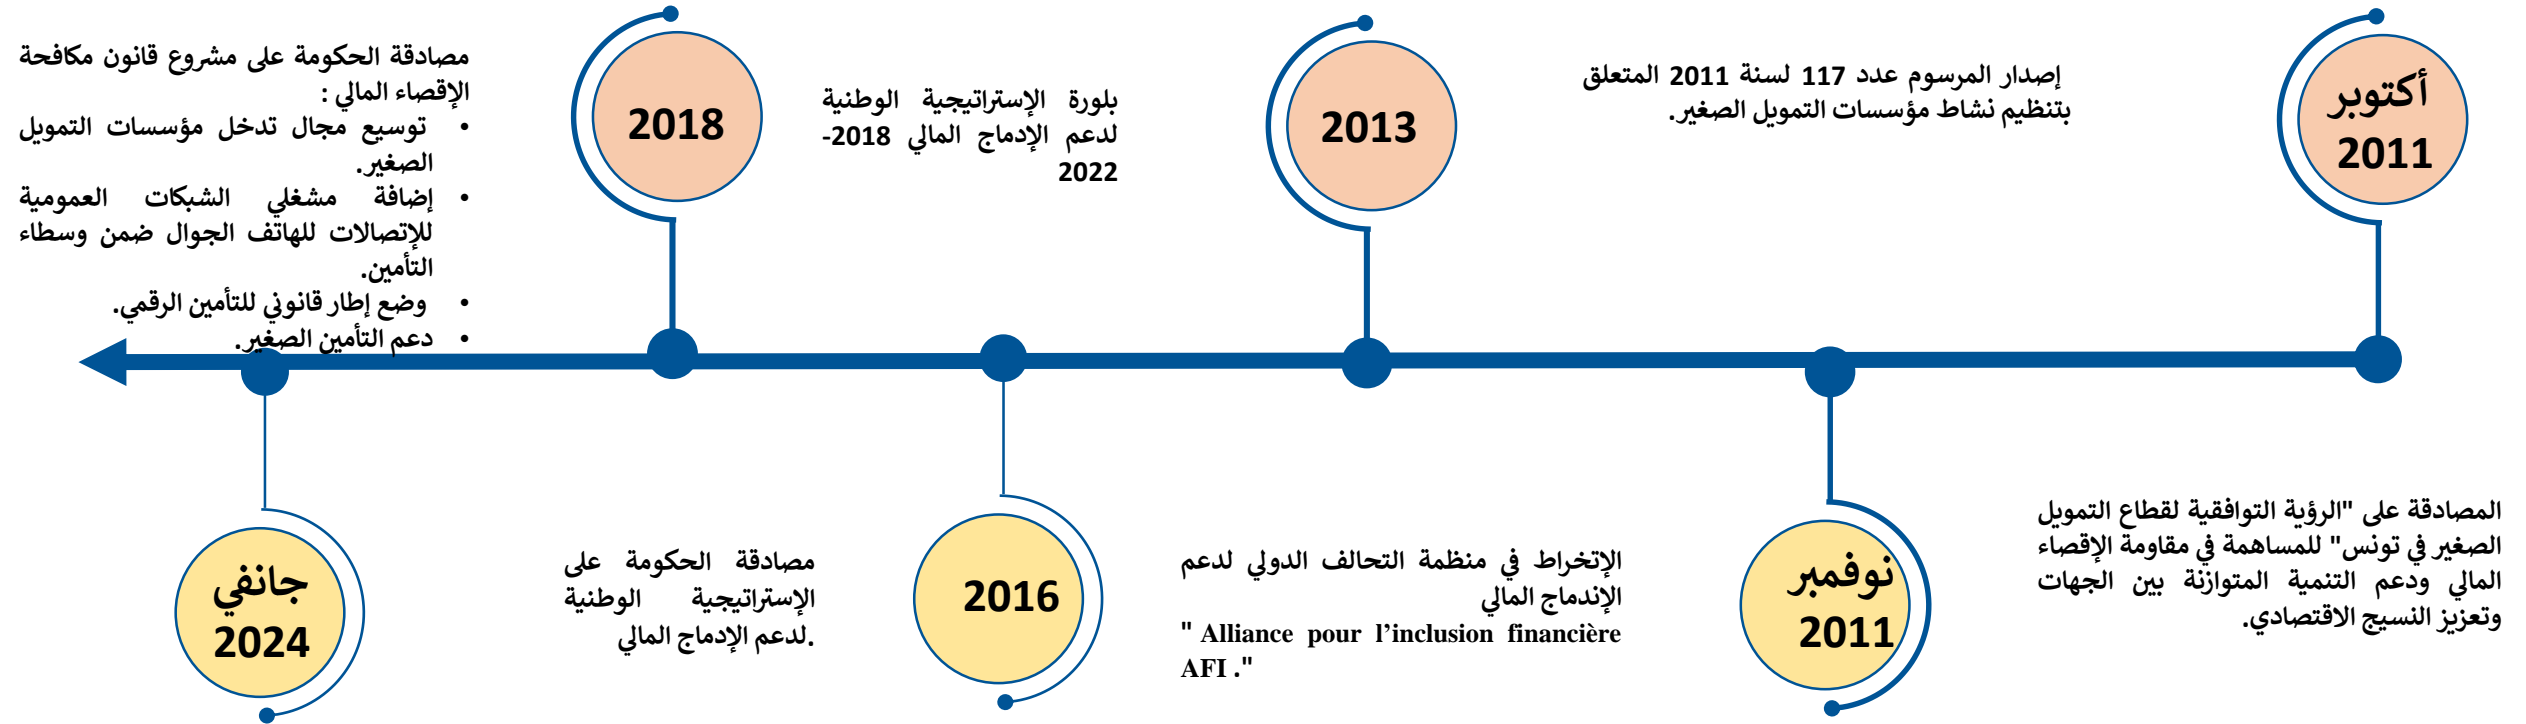 أكتوبر
2011
إصدار المرسوم عدد 117 لسنة 2011 المتعلق
بتنظيم نشاط مؤسسات التمويل الصغير.
نوفمبر
2011
المصادقة على "الرؤية التوافقية لقطاع التمويل
الصغير في تونس" للمساهمة في مقاومة الإقصاء
المالي ودعم التنمية المتوازنة بين الجهات
وتعزيز النسيج الاقتصادي.
2013
بلورة الإستراتيجية الوطنية
لدعم الإدماج المالي 2018-
2022
2016
الإنخراط في منظمة التحالف الدولي لدعم
الإندماج المالي
" Alliance pour l’inclusion financière
AFI ."
2018
مصادقة الحكومة على مشروع قانون مكافحة
الإقصاء المالي :
• توسيع مجال تدخل مؤسسات التمويل
الصغير.
• إضافة مشغلي الشبكات العمومية
للإتصالات للهاتف الجوال ضمن وسطاء
التأمين.
• وضع إطار قانوني للتأمين الرقمي.
• دعم التأمين الصغير.
جانفي
2024
مصادقة الحكومة على
الإستراتيجية الوطنية
لدعم الإدماج المالي.